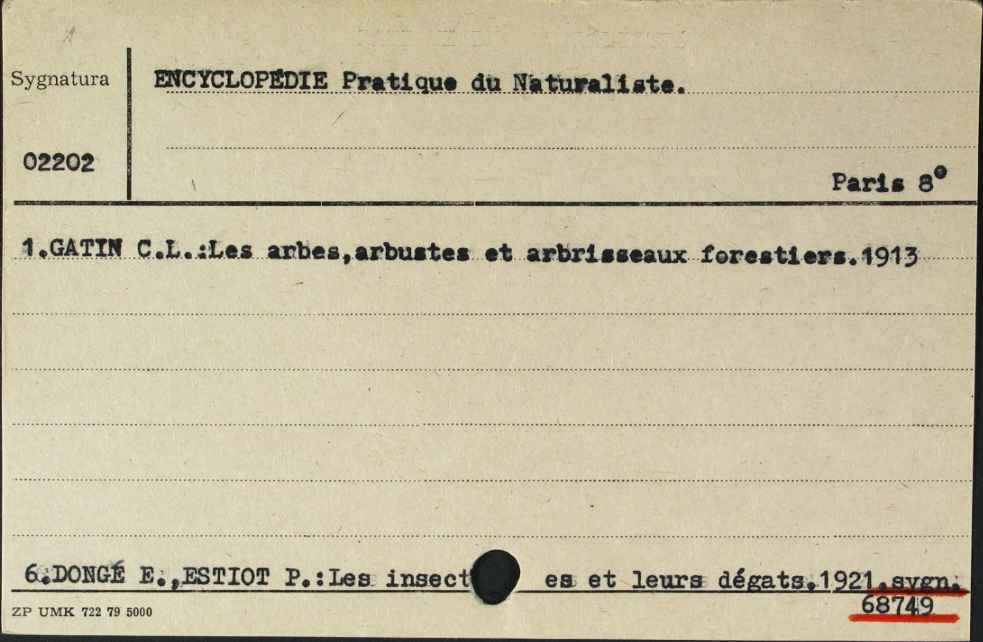 Sygnatura
ENCYCLOPÉDIE Pratique du Naturaliste.
02202
Paris 8°
1.GATIN C.L.:Les arbes,arbustes et arbrisseaux forestiers.1913
6.DONGÉ E.,ESTIOT P.:Les insect es et leurs dégats.1921.sygn.
68749
ZP UMK 722 79 5000